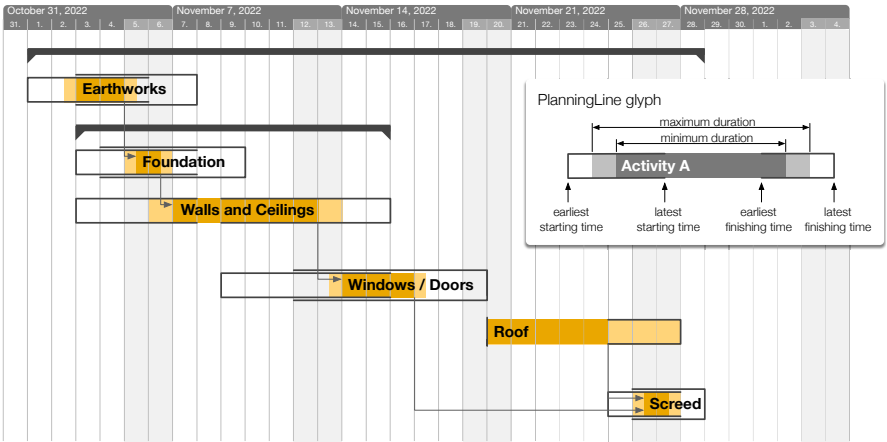 October 31, 2022 November 7, 2022 November 14, 2022 November 21, 2022 November 28, 2022
31. 1. 2. 3. 4. 5. 6. 7. 8. 9. 10. 11. 12. 13. 14. 15. 16. 17. 18. 19. 20. 21. 22. 23. 24. 25. 26. 27. 28. 29. 30. 1. 2. 3. 4.
Earthworks
PlanningLine glyph
maximum duration
minimum duration
Activity A
earliest starting time
latest starting time
earliest finishing time
latest finishing time
Foundation
Walls and Ceilings
Windows / Doors
Roof
Screed